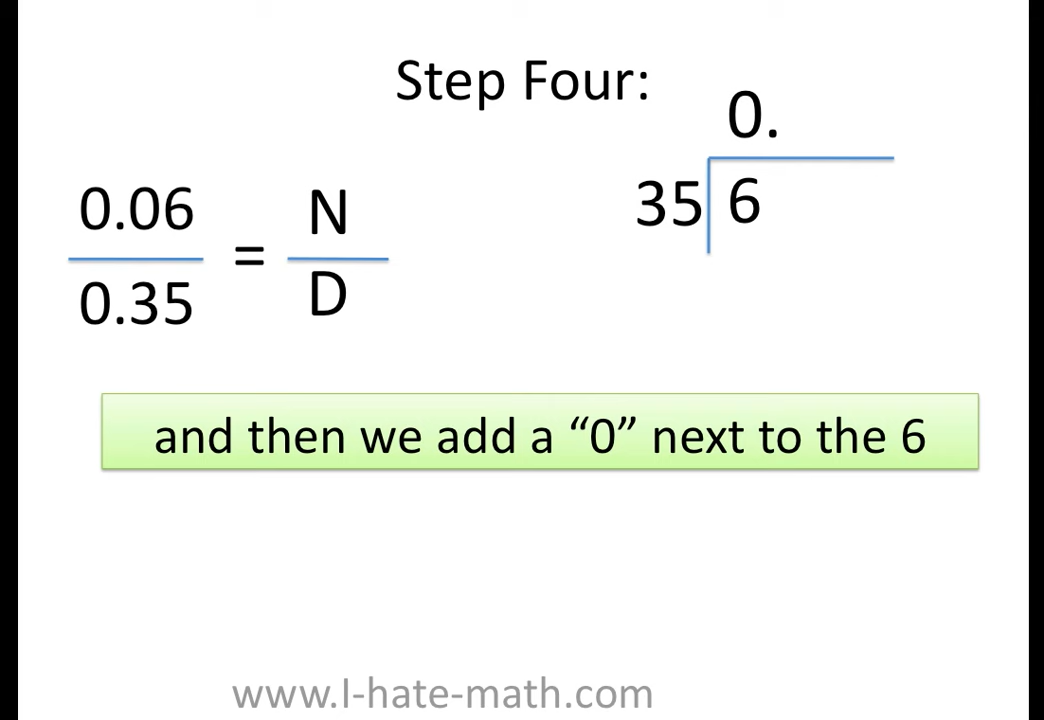 Step Four:
0.
35 6
0.06
0.35
=
N
D
and then we add a “0” next to the 6
www.I-hate-math.com